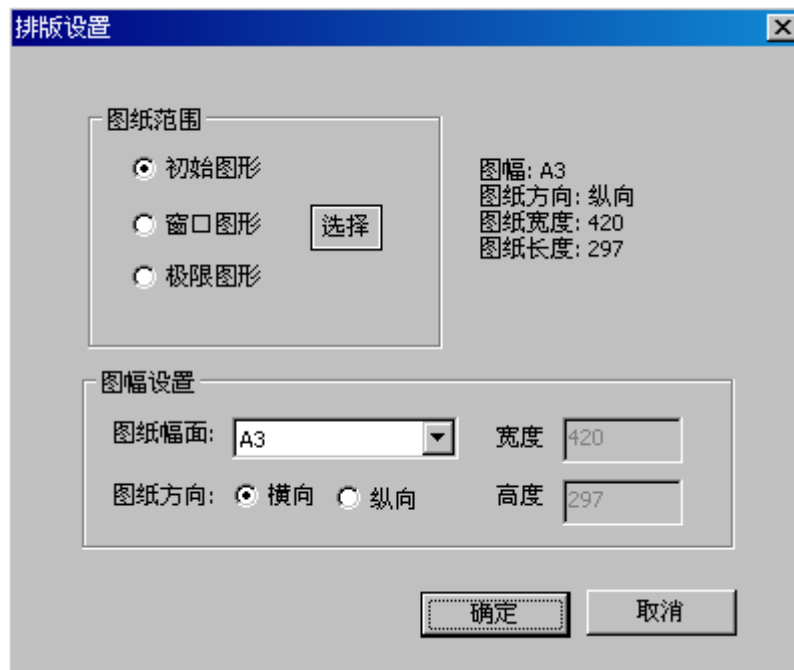 排版设置
图纸范围
初始图形
窗口图形 选择
极限图形
图幅: A3
图纸方向: 纵向
图纸宽度: 420
图纸长度: 297
图幅设置
图纸幅面: A3 宽度 420
图纸方向: 横向 纵向 高度 297
确定 取消